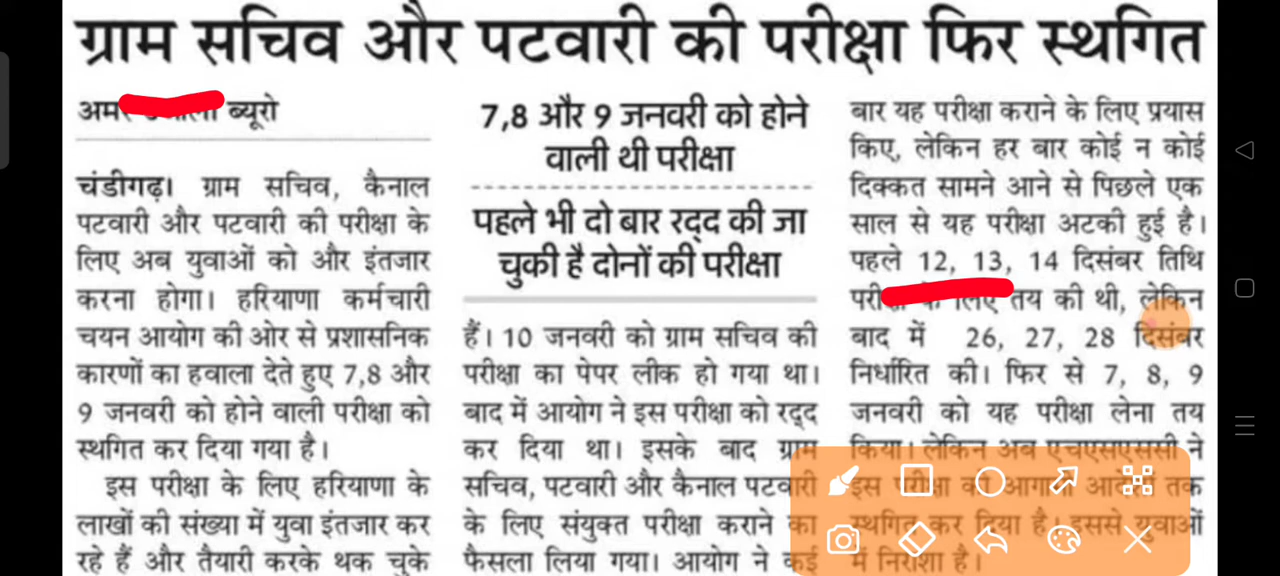 ग्राम सचिव और पटवारी की परीक्षा फिर स्थगित
ब्यूरो
चंडीगढ़। ग्राम सचिव, कैनाल
पटवारी और पटवारी की परीक्षा के
लिए अब युवाओं को और इंतजार
करना होगा। हरियाणा कर्मचारी
चयन आयोग की ओर से प्रशासनिक
कारणों का हवाला देते हुए 7,8 और
9 जनवरी को होने वाली परीक्षा को
स्थगित कर दिया गया है।
इस परीक्षा के लिए हरियाणा के
लाखों की संख्या में युवा इंतजार कर
रहे हैं और तैयारी करके थक चुके
7,8 और 9 जनवरी को होने
वाली थी परीक्षा
पहले भी दो बार रद्द की जा
चुकी है दोनों की परीक्षा
हैं। 10 जनवरी को ग्राम सचिव की
परीक्षा का पेपर लीक हो गया था।
बाद में आयोग ने इस परीक्षा को रद्द
कर दिया था। इसके बाद ग्राम
सचिव, पटवारी और कैनाल पटवारी
के लिए संयुक्त परीक्षा कराने का
फैसला लिया गया। आयोग ने कई
बार यह परीक्षा कराने के लिए प्रयास
किए, लेकिन हर बार कोई न कोई
दिक्कत सामने आने से पिछले एक
साल से यह परीक्षा अटकी हुई है।
पहले 12, 13, 14 दिसंबर तिथि
लिए तय की थी, लेकिन
बाद में 26, 27, 28 दिसंबर
निर्धारित की। फिर से 7, 8, 9
जनवरी को यह परीक्षा लेना तय
किया। लेकिन अब एचएसएससी ने
इस परीक्षा को आगामी आदेश तक
स्थगित कर दिया है। इससे युवाओं
में निराशा है।